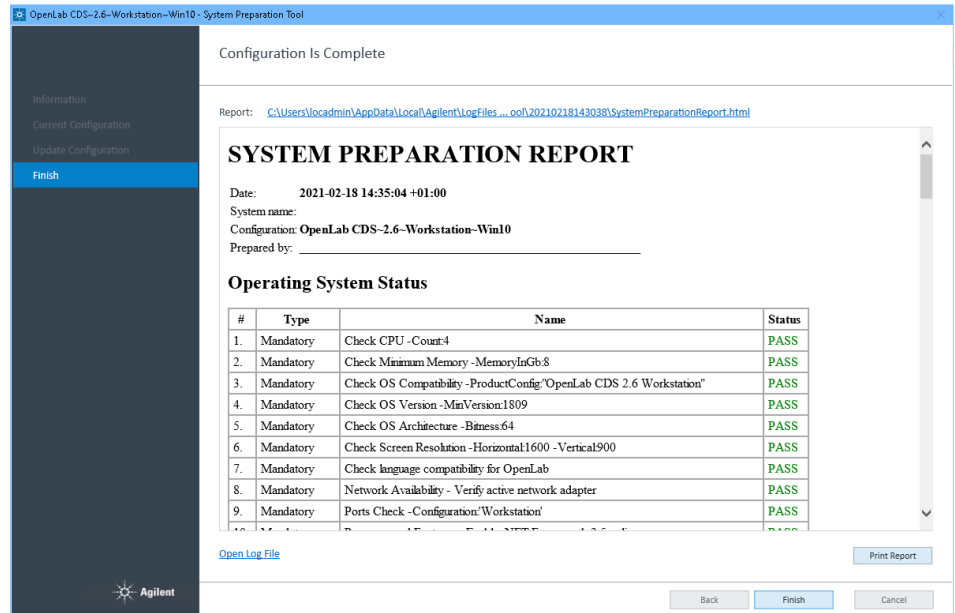 OpenLab CDS~2.6~Workstation~Win10 - System Preparation Tool
Configuration Is Complete
Information
Current Configuration
Update Configuration
Finish
Report: C:\Users\locadmin\AppData\Local\Agilent\LogFiles ... ool\20210218143038\SystemPreparationReport.html
SYSTEM PREPARATION REPORT
Date: 2021-02-18 14:35:04 +01:00
System name:
Configuration: OpenLab CDS~2.6~Workstation~Win10
Prepared by:
Operating System Status
# Type Name Status
1. Mandatory Check CPU -Count:4 PASS
2. Mandatory Check Minimum Memory -MemoryInGb:8 PASS
3. Mandatory Check OS Compatibility -ProductConfig:"OpenLab CDS 2.6 Workstation" PASS
4. Mandatory Check OS Version -MinVersion:1809 PASS
5. Mandatory Check OS Architecture -Bitness:64 PASS
6. Mandatory Check Screen Resolution -Horizontal:1600 -Vertical:900 PASS
7. Mandatory Check language compatibility for OpenLab PASS
8. Mandatory Network Availability - Verify active network adapter PASS
9. Mandatory Ports Check -Configuration:'Workstation' PASS
Open Log File
Print Report
Agilent
Back Finish Cancel